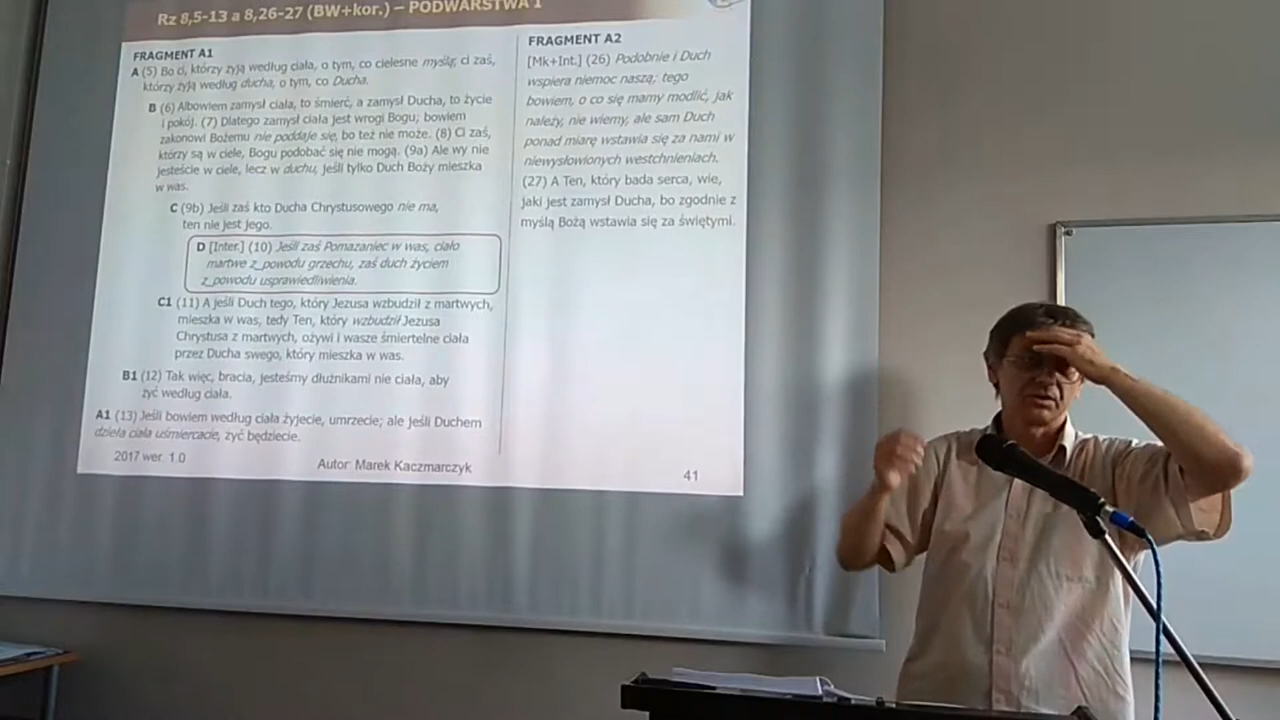 Rz 8,5-13 a 8,26-27 (BW+kor.) – PODWARSTWA 1
FRAGMENT A1
A (5) Bo ci, którzy żyją według ciała, o tym, co cielesne myślą; ci zaś,
którzy żyją według ducha, o tym, co Ducha.
B (6) Albowiem zamysł ciała, to śmierć, a zamysł Ducha, to życie
i pokój. (7) Dlatego zamysł ciała jest wrogi Bogu; bowiem
zakonowi Bożemu nie poddaje się, bo też nie może. (8) Ci zaś,
którzy są w ciele, Bogu podobać się nie mogą. (9a) Ale wy nie
jesteście w ciele, lecz w duchu, jeśli tylko Duch Boży mieszka
w was.
C (9b) Jeśli zaś kto Ducha Chrystusowego nie ma,
ten nie jest jego.
D [Inter.] (10) Jeśli zaś Pomazaniec w was, ciało
martwe z_powodu grzechu, zaś duch życiem
z_powodu usprawiedliwienia.
C1 (11) A jeśli Duch tego, który Jezusa wzbudził z martwych,
mieszka w was, tedy Ten, który wzbudził Jezusa
Chrystusa z martwych, ożywi i wasze śmiertelne ciała
przez Ducha swego, który mieszka w was.
B1 (12) Tak więc, bracia, jesteśmy dłużnikami nie ciała, aby
żyć według ciała.
A1 (13) Jeśli bowiem według ciała żyjecie, umrzecie; ale jeśli Duchem
dzieła ciała uśmiercacie, żyć będziecie.
FRAGMENT A2
[Mk+Int.] (26) Podobnie i Duch
wspiera niemoc naszą; tego
bowiem, o co się mamy modlić, jak
należy, nie wiemy, ale sam Duch
ponad miarę wstawia się za nami w
niewysłowionych westchnieniach.
(27) A Ten, który bada serca, wie,
jaki jest zamysł Ducha, bo zgodnie z
myślą Bożą wstawia się za świętymi.
2017 wer. 1.0
Autor: Marek Kaczmarczyk
41